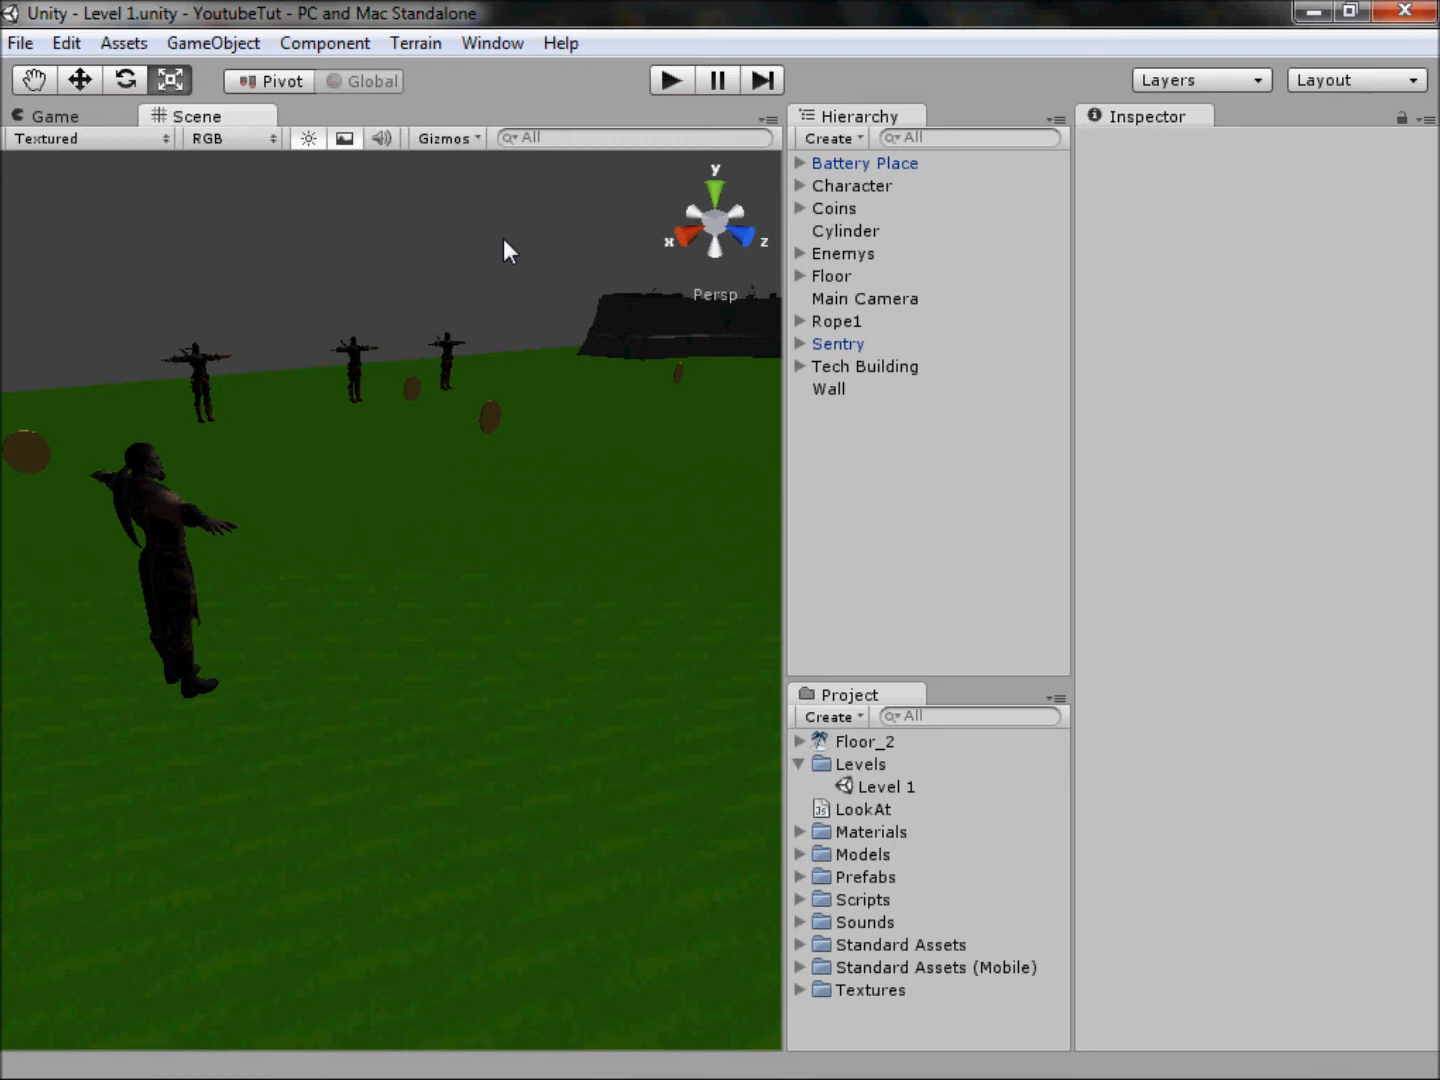 Unity - Level 1.unity - YoutubeTut - PC and Mac Standalone
File Edit Assets GameObject Component Terrain Window Help
Pivot Global Layers Layout
Game Scene
Textured RGB Gizmos All
y
x z
Persp
Hierarchy
Create All
Battery Place
Character
Coins
Cylinder
Enemys
Floor
Main Camera
Rope1
Sentry
Tech Building
Wall
Project
Create All
Floor_2
Levels
Level 1
JS LookAt
Materials
Models
Prefabs
Scripts
Sounds
Standard Assets
Standard Assets (Mobile)
Textures
Inspector